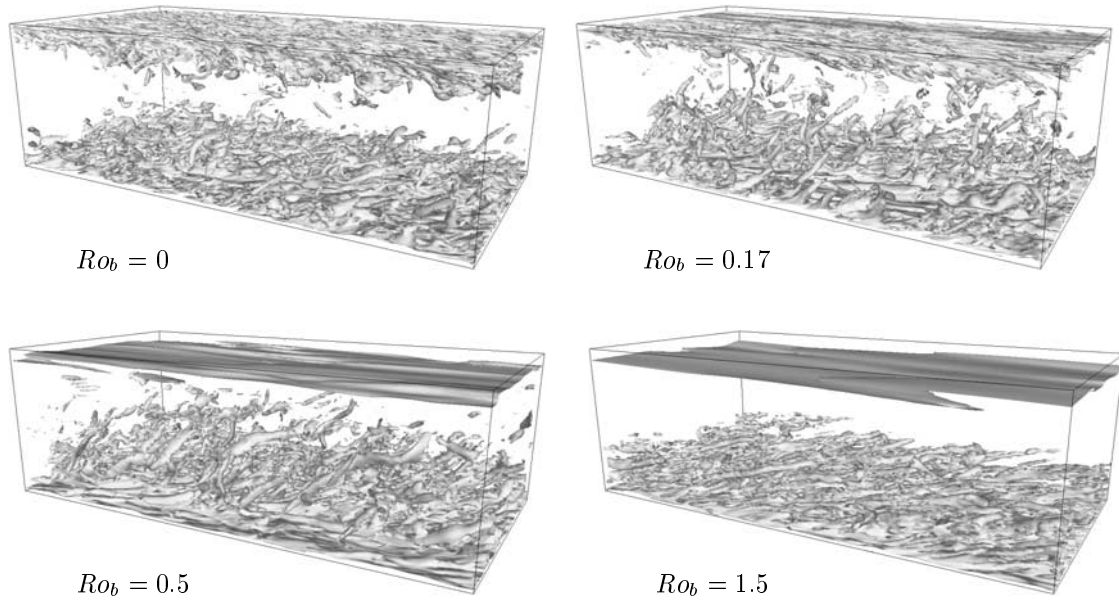 Ro_b = 0
Ro_b = 0.17
Ro_b = 0.5
Ro_b = 1.5